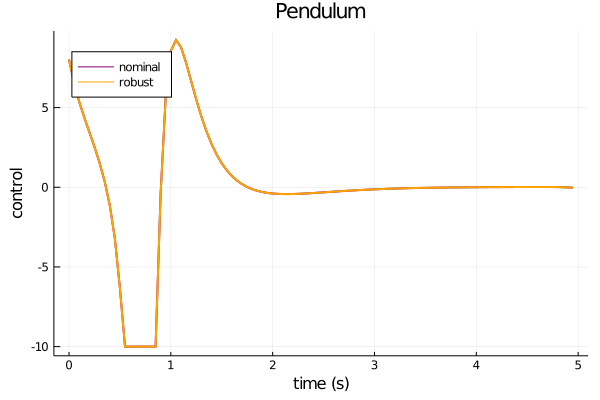 Pendulum
nominal
robust
control
5
0
-5
-10
0 1 2 3 4 5
time (s)